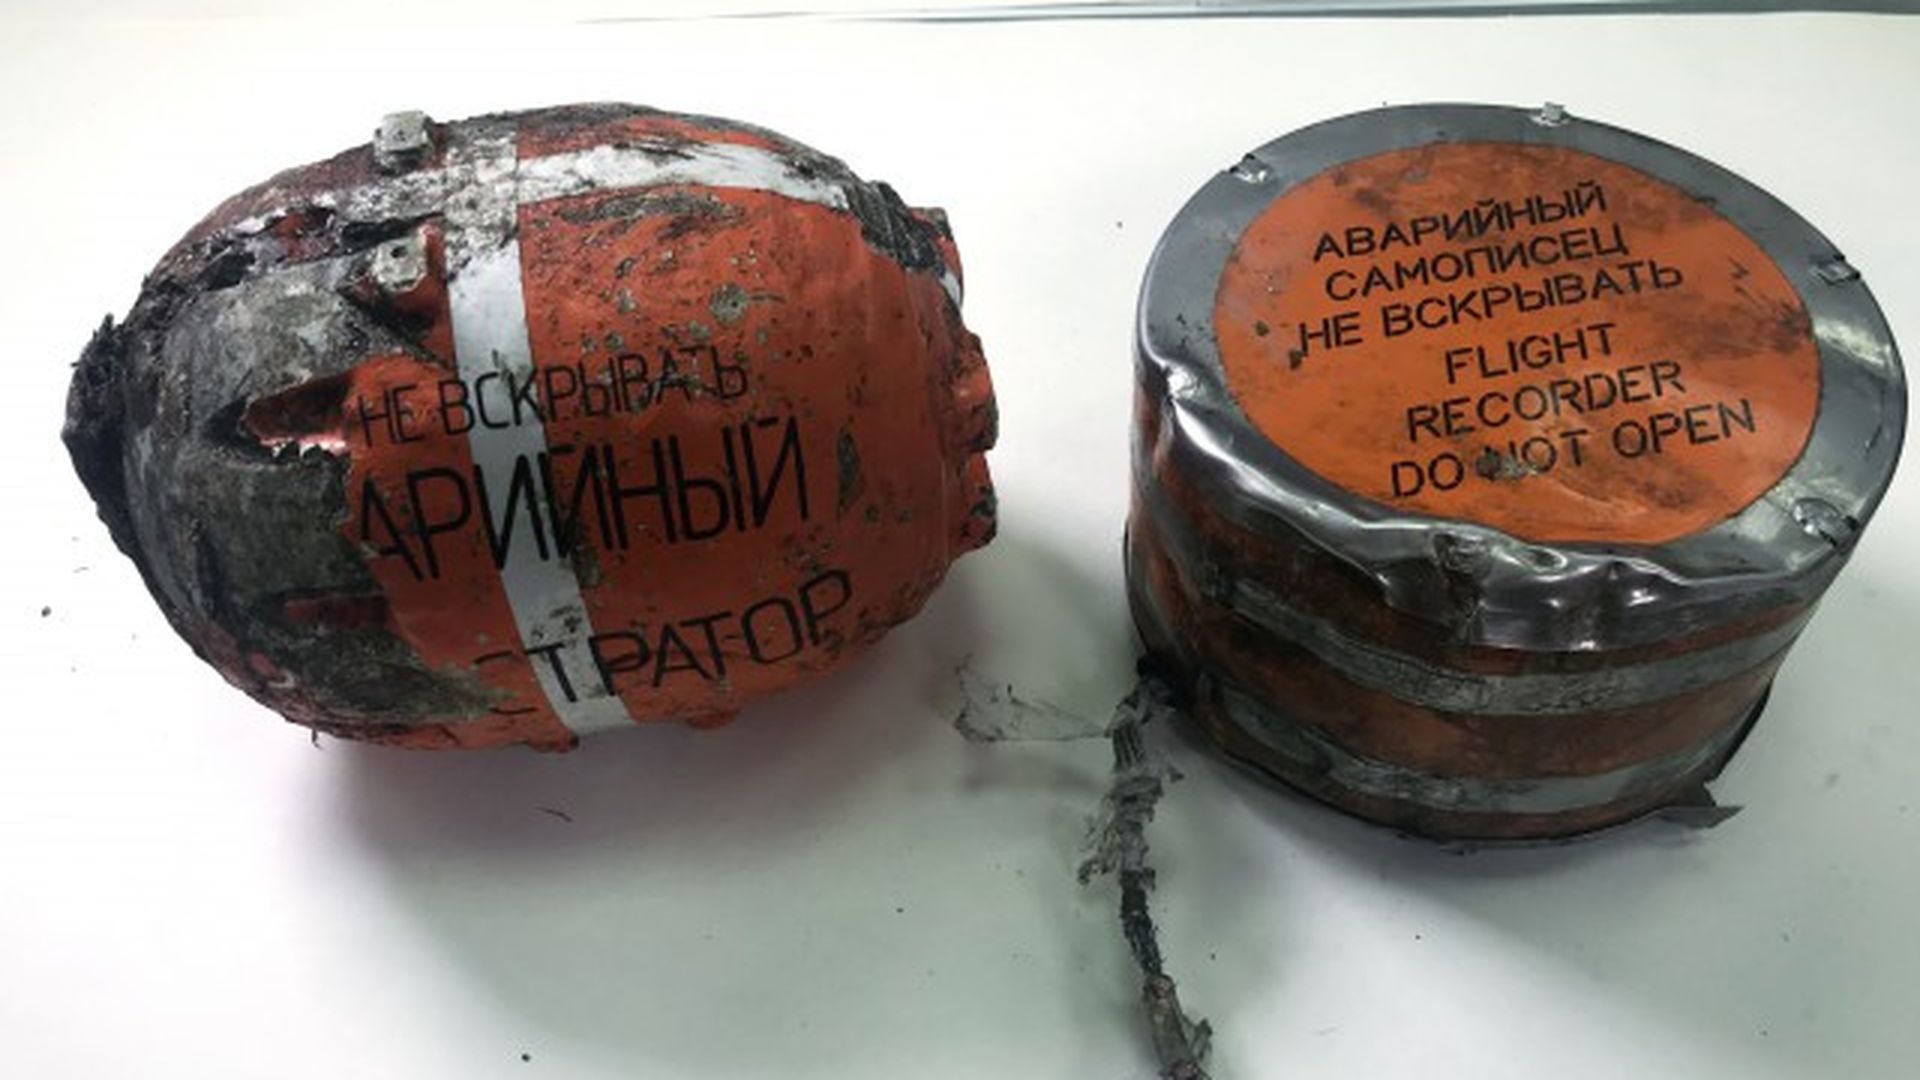 НЕ ВСКРЫВАТЬ
АРИЙНЫЙ
СТРАТОР
АВАРИЙНЫЙ
САМОПИСЕЦ
НЕ ВСКРЫВАТЬ
FLIGHT
RECORDER
DO NOT OPEN